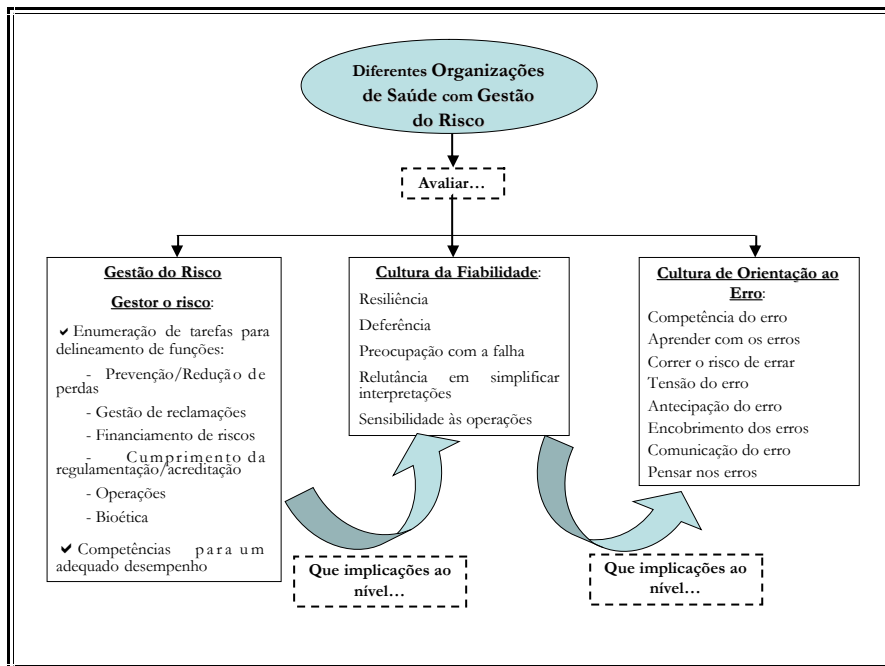 Diferentes Organizações
de Saúde com Gestão
do Risco
Avaliar…
Gestão do Risco
Gestor o risco:
✔ Enumeração de tarefas para
delineamento de funções:
- Prevenção/Redução de
perdas
- Gestão de reclamações
- Financiamento de riscos
- Cumprimento da
regulamentação/acreditação
- Operações
- Bioética
✔ Competências para um
adequado desempenho
Cultura da Fiabilidade:
Resiliência
Deferência
Preocupação com a falha
Relutância em simplificar
interpretações
Sensibilidade às operações
Cultura de Orientação ao
Erro:
Competência do erro
Aprender com os erros
Correr o risco de errar
Tensão do erro
Antecipação do erro
Encobrimento dos erros
Comunicação do erro
Pensar nos erros
Que implicações ao
nível…
Que implicações ao
nível…